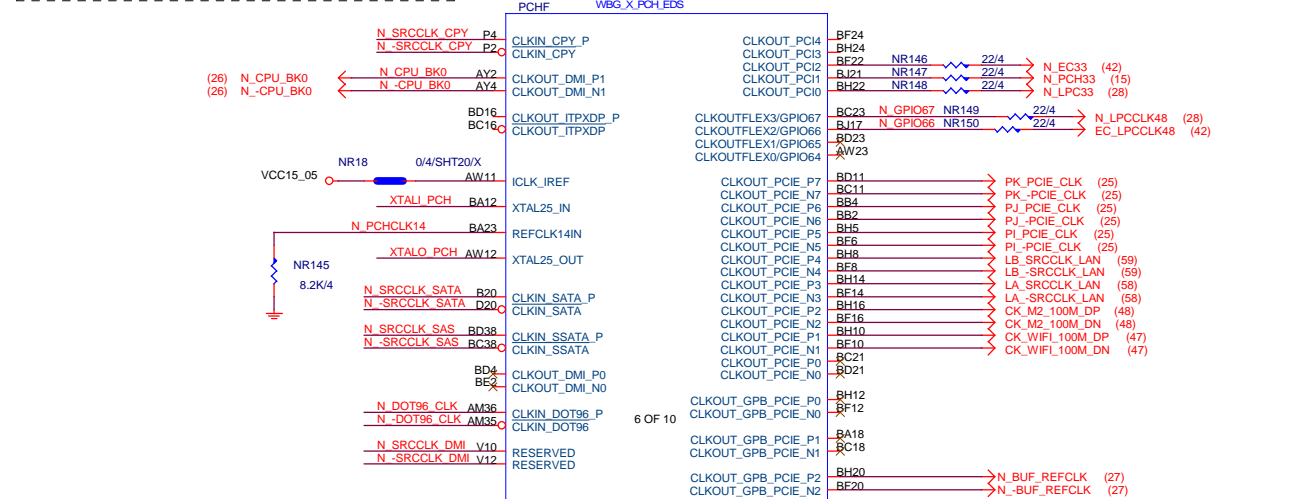 PCHF WBG_X_PCH_EDS
N_SRCCLK_CPY P4 CLKIN_CPY_P
N_-SRCCLK_CPY P2 CLKIN_CPY
(26) N_CPU_BK0 N_CPU_BK0 AY2 CLKOUT_DMI_P1
(26) N_-CPU_BK0 N_-CPU_BK0 AY4 CLKOUT_DMI_N1
BD16 CLKOUT_ITPXDP_P
BC16 CLKOUT_ITPXDP
VCC15_05 NR18 0/4/SHT20/X AW11 ICLK_IREF
XTALI_PCH BA12 XTAL25_IN
N_PCHCLK14 BA23 REFCLK14IN
NR145
8.2K/4
XTALO_PCH AW12 XTAL25_OUT
N_SRCCLK_SATA B20 CLKIN_SATA_P
N_-SRCCLK_SATA D20 CLKIN_SATA
N_SRCCLK_SAS BD38 CLKIN_SSATA_P
N_-SRCCLK_SAS BC38 CLKIN_SSATA
BD4 CLKOUT_DMI_P0
BE2 CLKOUT_DMI_N0
N_DOT96_CLK AM36 CLKIN_DOT96_P
N_-DOT96_CLK AM35 CLKIN_DOT96
N_SRCCLK_DMI V10 RESERVED
N_-SRCCLK_DMI V12 RESERVED
6 OF 10
CLKOUT_PCI4 BF24
CLKOUT_PCI3 BH24
CLKOUT_PCI2 BF22 NR146 22/4 N_EC33 (42)
CLKOUT_PCI1 BJ21 NR147 22/4 N_PCH33 (15)
CLKOUT_PCI0 BH22 NR148 22/4 N_LPC33 (28)
CLKOUTFLEX3/GPIO67 BC23 N_GPIO67 NR149 22/4 N_LPCCLK48 (28)
CLKOUTFLEX2/GPIO66 BJ17 N_GPIO66 NR150 22/4 EC_LPCCLK48 (42)
CLKOUTFLEX1/GPIO65 BD23
CLKOUTFLEX0/GPIO64 AW23
CLKOUT_PCIE_P7 BD11 PK_PCIE_CLK (25)
CLKOUT_PCIE_N7 BC11 PK_-PCIE_CLK (25)
CLKOUT_PCIE_P6 BB4 PJ_PCIE_CLK (25)
CLKOUT_PCIE_N6 BB2 PJ_-PCIE_CLK (25)
CLKOUT_PCIE_P5 BH5 PI_PCIE_CLK (25)
CLKOUT_PCIE_N5 BF6 PI_-PCIE_CLK (25)
CLKOUT_PCIE_P4 BH8 LB_SRCCLK_LAN (59)
CLKOUT_PCIE_N4 BF8 LB_-SRCCLK_LAN (59)
CLKOUT_PCIE_P3 BH14 LA_SRCCLK_LAN (58)
CLKOUT_PCIE_N3 BF14 LA_-SRCCLK_LAN (58)
CLKOUT_PCIE_P2 BH16 CK_M2_100M_DP (48)
CLKOUT_PCIE_N2 BF16 CK_M2_100M_DN (48)
CLKOUT_PCIE_P1 BH10 CK_WIFI_100M_DP (47)
CLKOUT_PCIE_N1 BF10 CK_WIFI_100M_DN (47)
CLKOUT_PCIE_P0 BC21
CLKOUT_PCIE_N0 BD21
CLKOUT_GPB_PCIE_P0 BH12
CLKOUT_GPB_PCIE_N0 BF12
CLKOUT_GPB_PCIE_P1 BA18
CLKOUT_GPB_PCIE_N1 BC18
CLKOUT_GPB_PCIE_P2 BH20 N_BUF_REFCLK (27)
CLKOUT_GPB_PCIE_N2 BF20 N_-BUF_REFCLK (27)